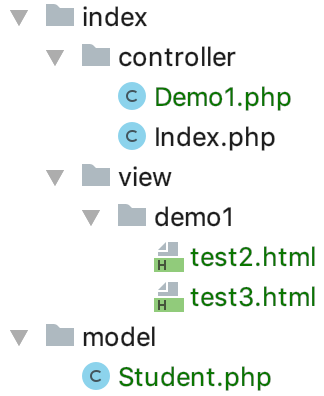 index
controller
C Demo1.php
C Index.php
view
demo1
H test2.html
H test3.html
model
C Student.php